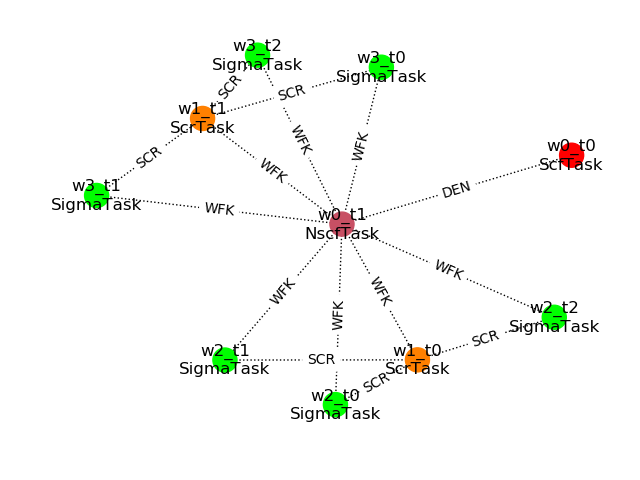 w3_t2
SigmaTask
w3_t0
SigmaTask
SCR
SCR
w1_t1
ScrTask
WFK
WFK
w0_t0
ScfTask
SCR
WFK
DEN
w3_t1
SigmaTask
WFK
w0_t1
NscfTask
WFK
WFK
WFK
WFK
w2_t2
SigmaTask
SCR
w2_t1
SigmaTask
SCR
w1_t0
ScrTask
SCR
w2_t0
SigmaTask